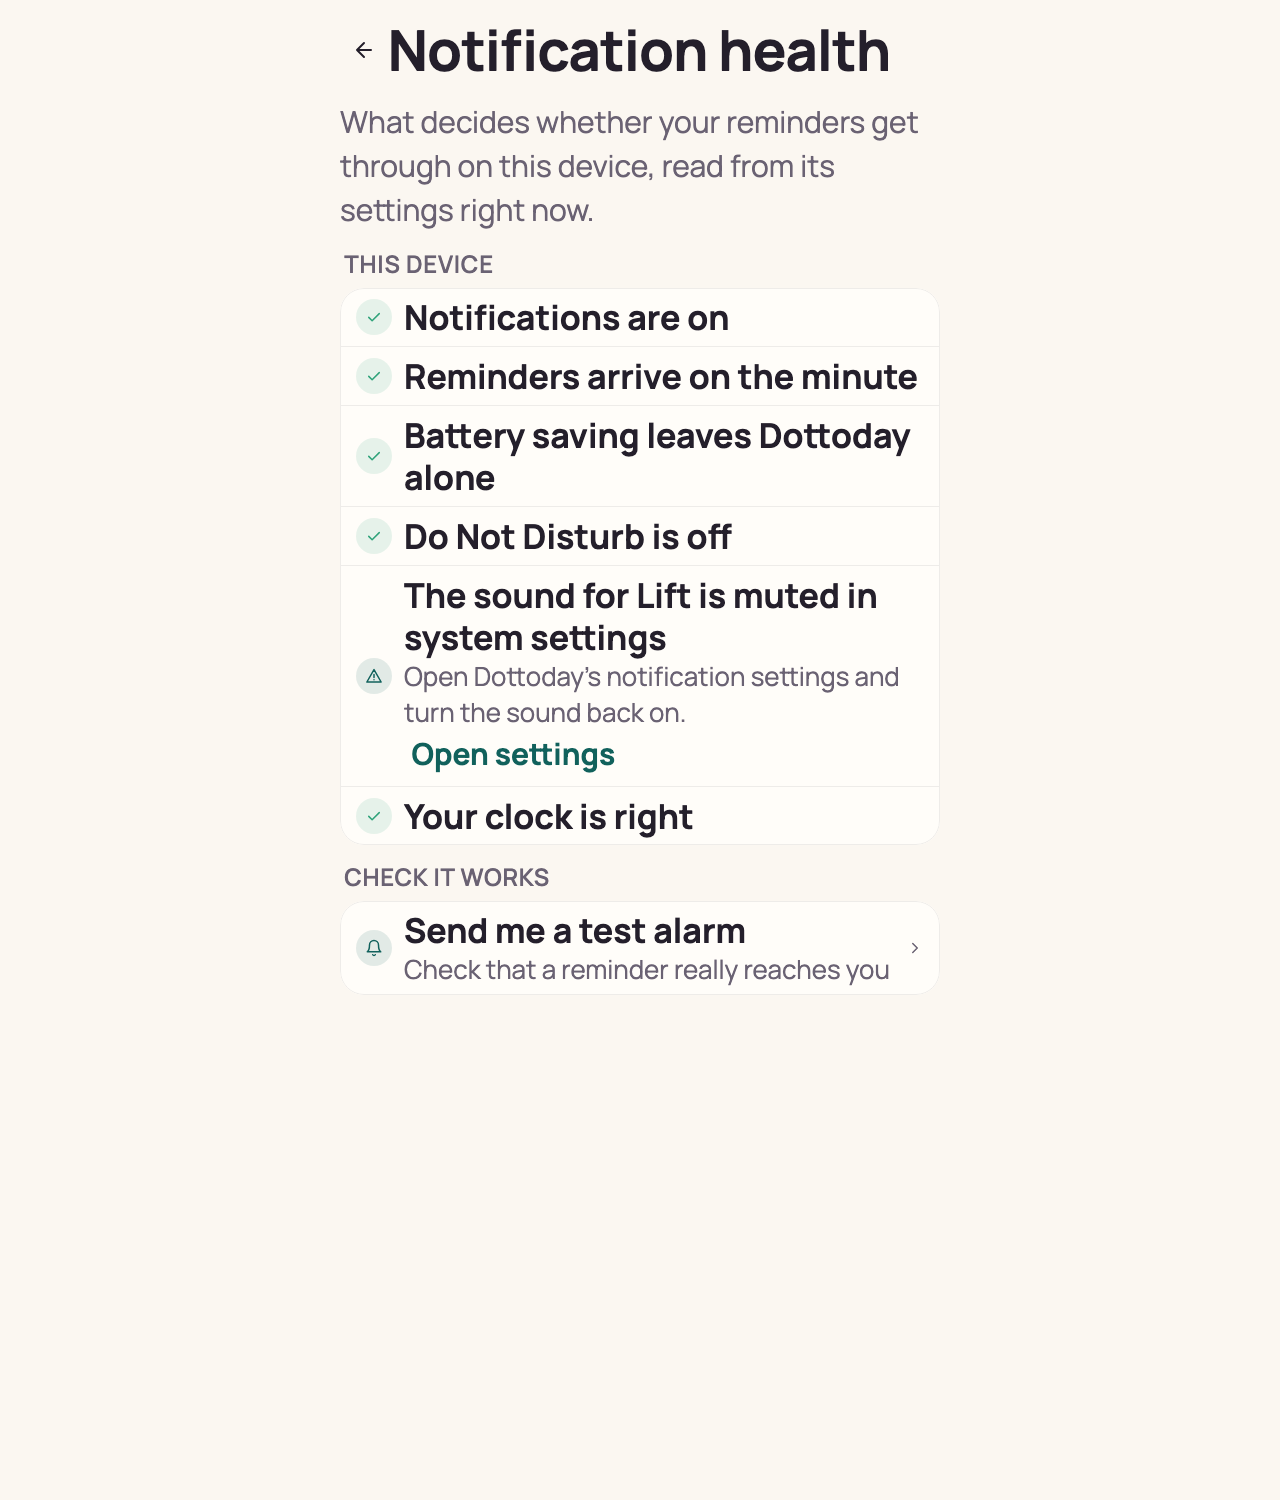 Notification health
What decides whether your reminders get
through on this device, read from its
settings right now.
THIS DEVICE
Notifications are on
Reminders arrive on the minute
Battery saving leaves Dottoday
alone
Do Not Disturb is off
The sound for Lift is muted in
system settings
Open Dottoday's notification settings and
turn the sound back on.
Open settings
Your clock is right
CHECK IT WORKS
Send me a test alarm
Check that a reminder really reaches you